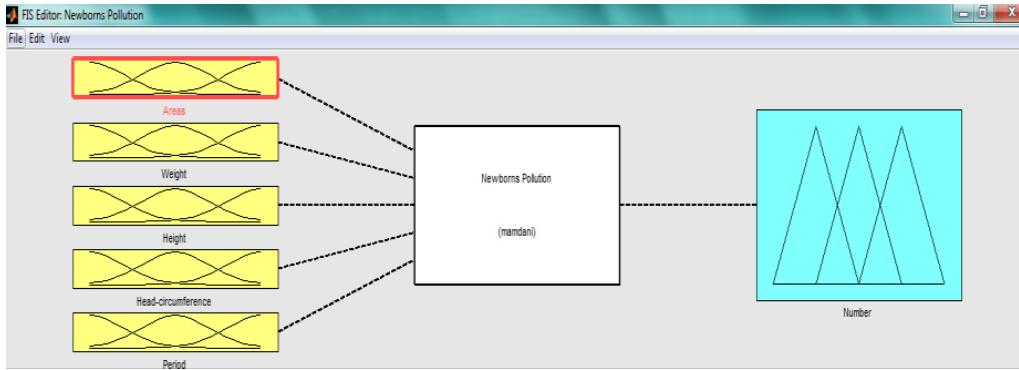 FIS Editor: Newborns Pollution
File Edit View
Areas
Weight
Height
Head-circumference
Period
Newborns Pollution
(mamdani)
Number